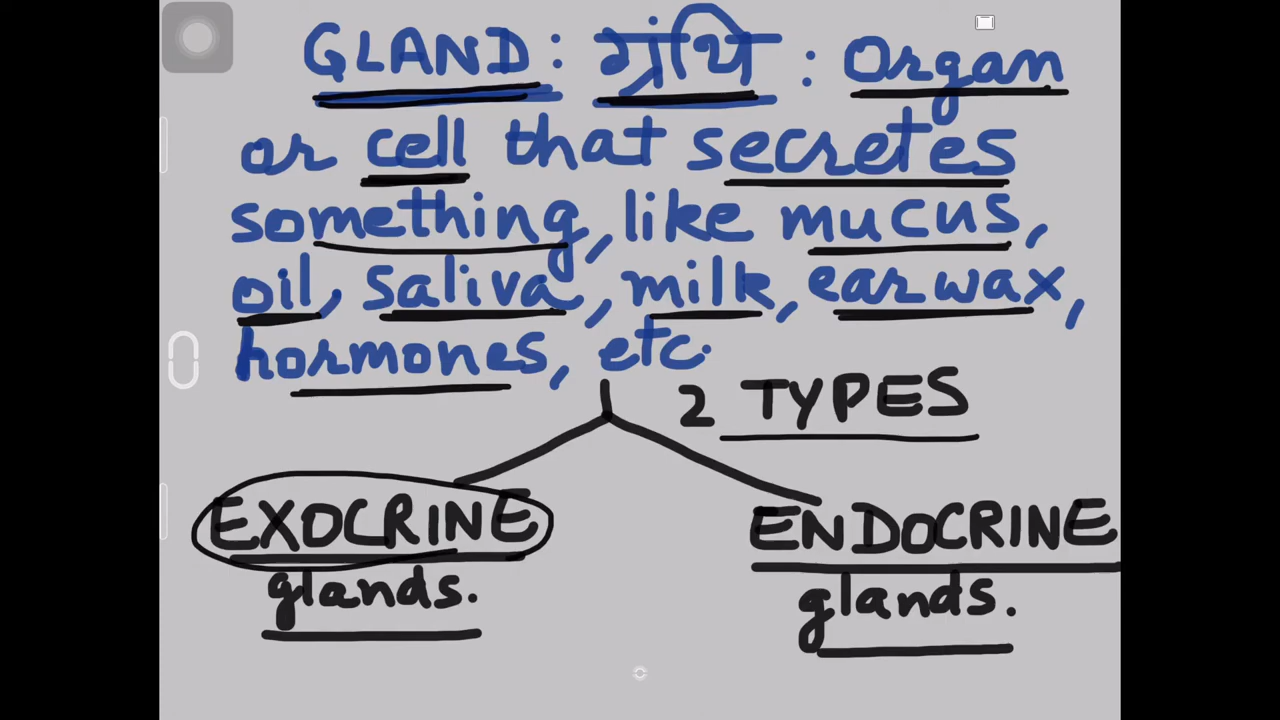 GLAND: ग्रंथि : Organ
or cell that secretes
something, like mucus,
oil, saliva, milk, earwax,
hormones, etc.
2 TYPES
EXOCRINE ENDOCRINE
glands. glands.